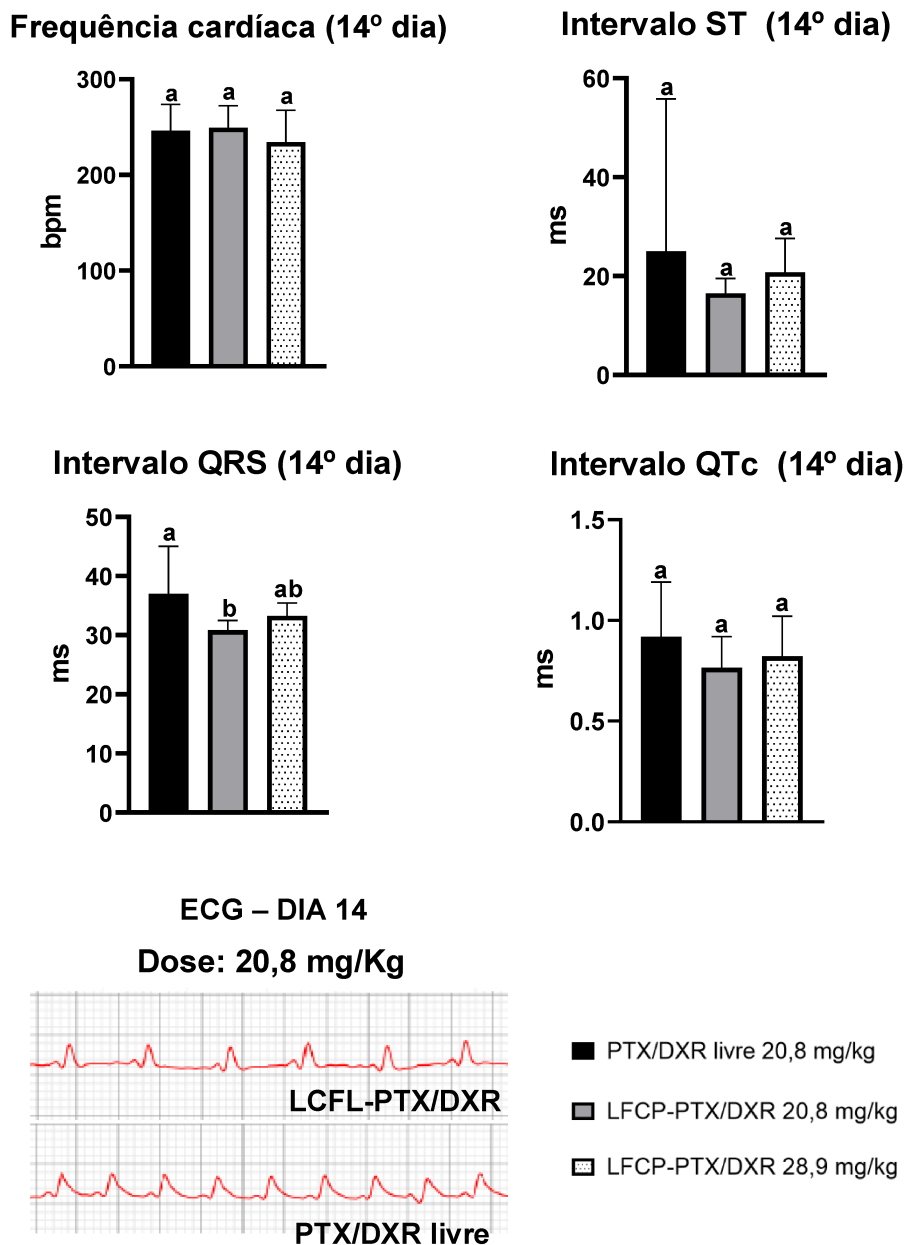 Frequência cardíaca (14º dia)
300
200
100
0
bpm
a
a
a
Intervalo ST (14º dia)
60
40
20
0
ms
a
a
a
Intervalo QRS (14º dia)
50
40
30
20
10
0
ms
a
b
ab
Intervalo QTc (14º dia)
1.5
1.0
0.5
0.0
ms
a
a
a
ECG – DIA 14
Dose: 20,8 mg/Kg
LCFL-PTX/DXR
PTX/DXR livre
PTX/DXR livre 20,8 mg/kg
LFCP-PTX/DXR 20,8 mg/kg
LFCP-PTX/DXR 28,9 mg/kg